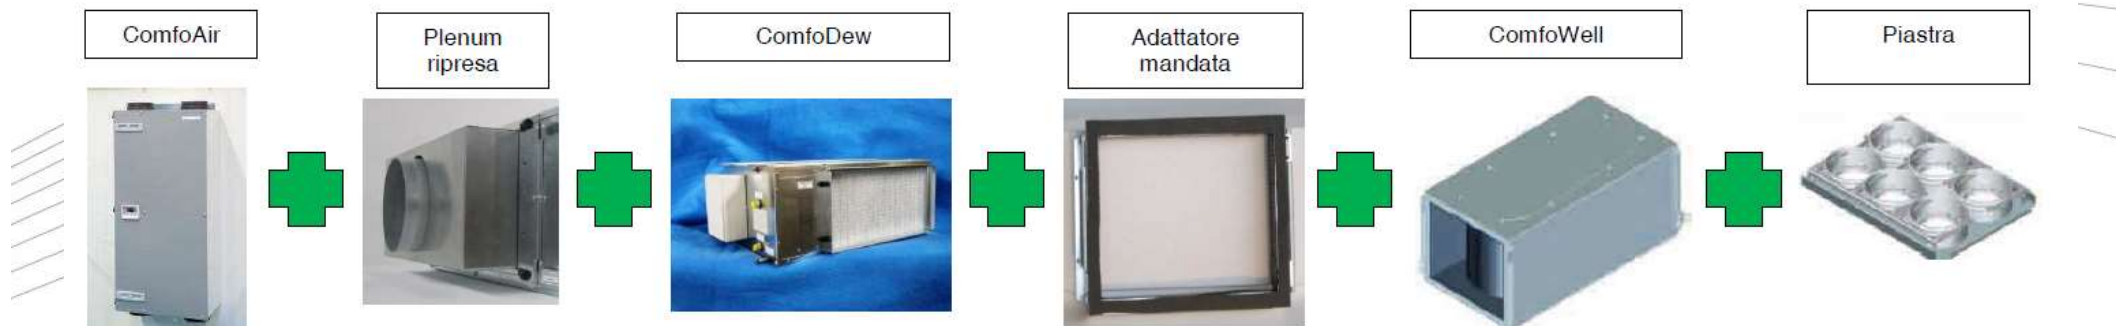 ComfoAir
Plenum
ripresa
ComfoDew
Adattatore
mandata
ComfoWell
Piastra